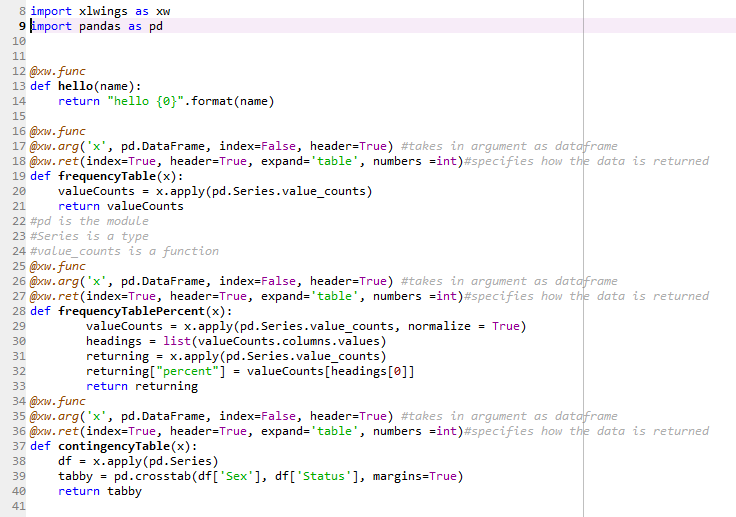 8 import xlwings as xw
9 import pandas as pd
10
11
12 @xw.func
13 def hello(name):
14     return "hello {0}".format(name)
15
16 @xw.func
17 @xw.arg('x', pd.DataFrame, index=False, header=True) #takes in argument as dataframe
18 @xw.ret(index=True, header=True, expand='table', numbers =int)#specifies how the data is returned
19 def frequencyTable(x):
20     valueCounts = x.apply(pd.Series.value_counts)
21     return valueCounts
22 #pd is the module
23 #Series is a type
24 #value_counts is a function
25 @xw.func
26 @xw.arg('x', pd.DataFrame, index=False, header=True) #takes in argument as dataframe
27 @xw.ret(index=True, header=True, expand='table', numbers =int)#specifies how the data is returned
28 def frequencyTablePercent(x):
29         valueCounts = x.apply(pd.Series.value_counts, normalize = True)
30         headings = list(valueCounts.columns.values)
31         returning = x.apply(pd.Series.value_counts)
32         returning["percent"] = valueCounts[headings[0]]
33         return returning
34 @xw.func
35 @xw.arg('x', pd.DataFrame, index=False, header=True) #takes in argument as dataframe
36 @xw.ret(index=True, header=True, expand='table', numbers =int)#specifies how the data is returned
37 def contingencyTable(x):
38     df = x.apply(pd.Series)
39     tabby = pd.crosstab(df['Sex'], df['Status'], margins=True)
40     return tabby
41